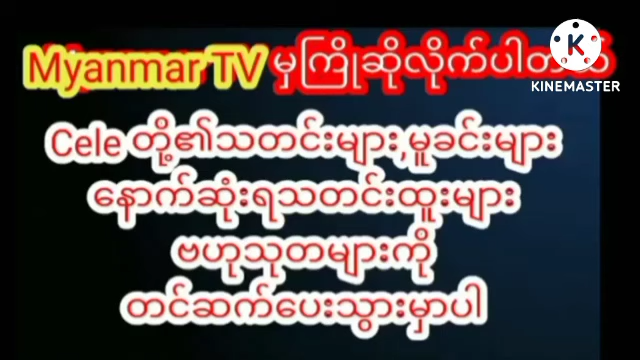 Myanmar TV မှကြိုဆိုလိုက်ပါတယ်
KINEMASTER
Cele တို့၏သတင်းများ,မူခင်းများ
နောက်ဆုံးရသတင်းထူးများ
ဗဟုသုတများကို
တင်ဆက်ပေးသွားမှာပါ